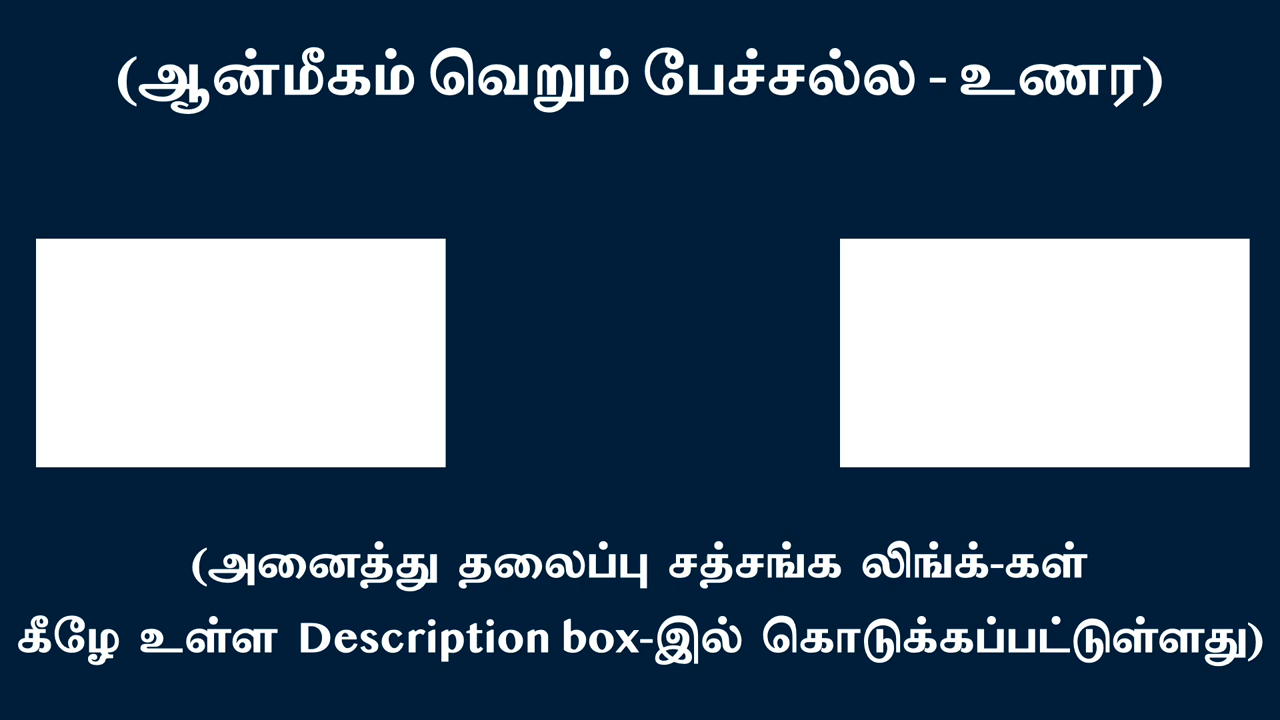 (ஆன்மீகம் வெறும் பேச்சல்ல - உணர)
(அனைத்து தலைப்பு சத்சங்க லிங்க்-கள்
கீழே உள்ள Description box-இல் கொடுக்கப்பட்டுள்ளது)